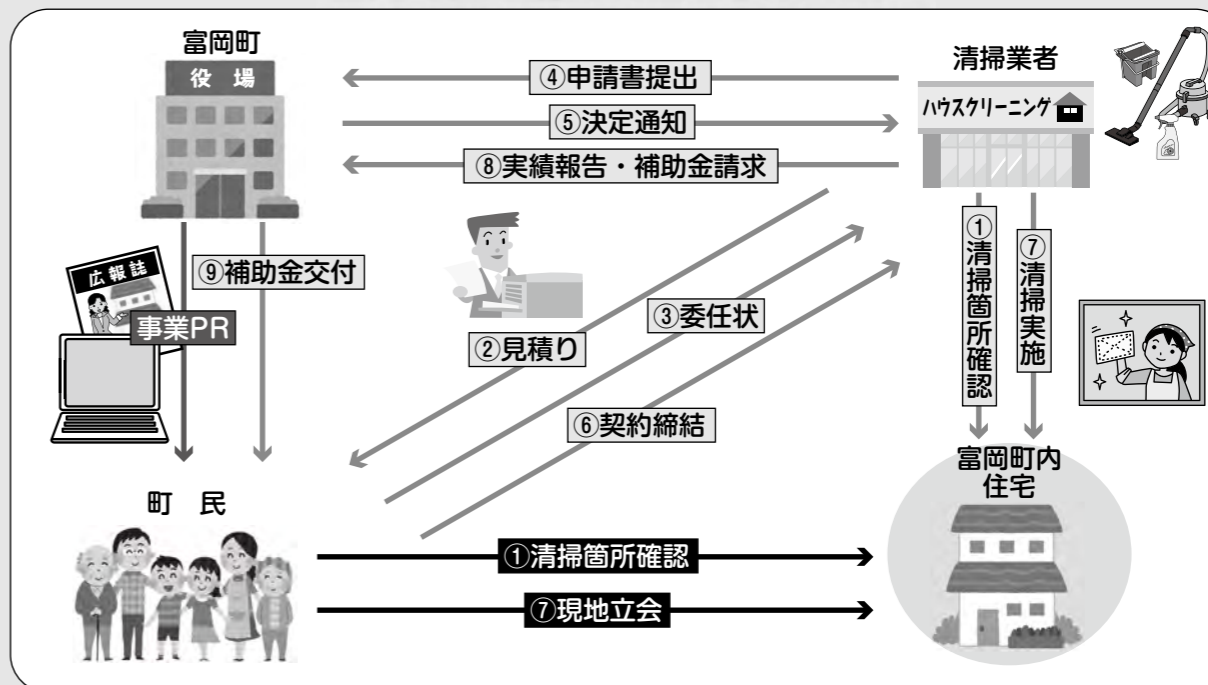 富岡町
役 場
④申請書提出
⑤決定通知
⑧実績報告・補助金請求
清掃業者
ハウスクリーニング
広報誌
事業PR
⑨補助金交付
②見積り
③委任状
⑥契約締結
①清掃箇所確認
⑦清掃実施
町 民
①清掃箇所確認
⑦現地立会
富岡町内
住宅